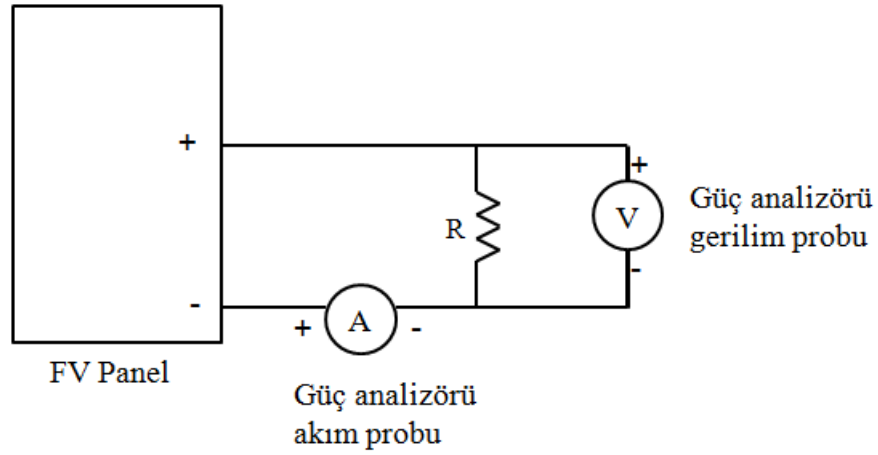 +
+
R
V
Güç analizörü
gerilim probu
-
-
+ A -
FV Panel
Güç analizörü
akım probu